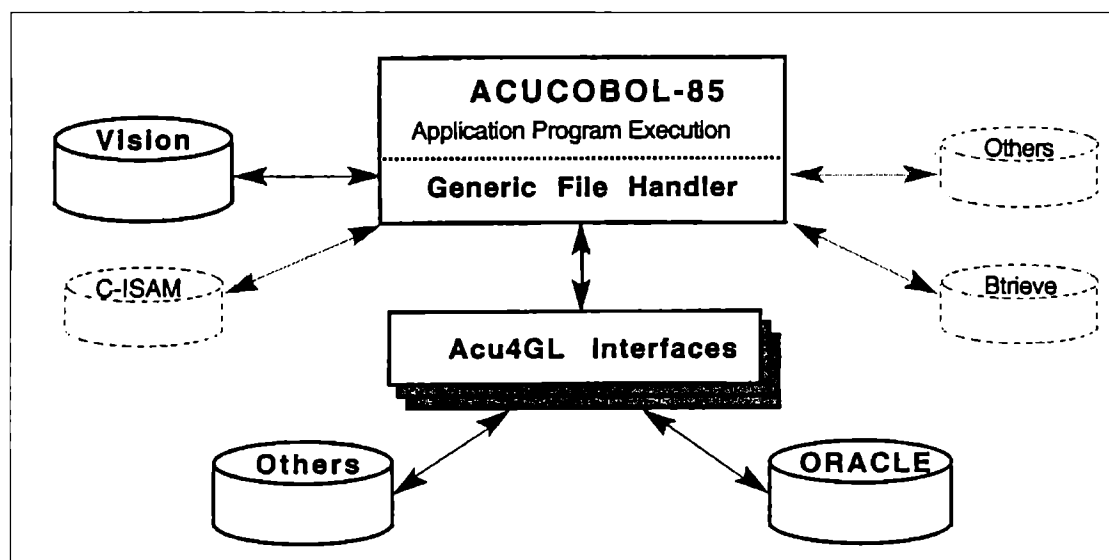 ACUCOBOL-85
Application Program Execution
Generic File Handler
Vision
Others
C-ISAM
Btrieve
Acu4GL Interfaces
Others
ORACLE